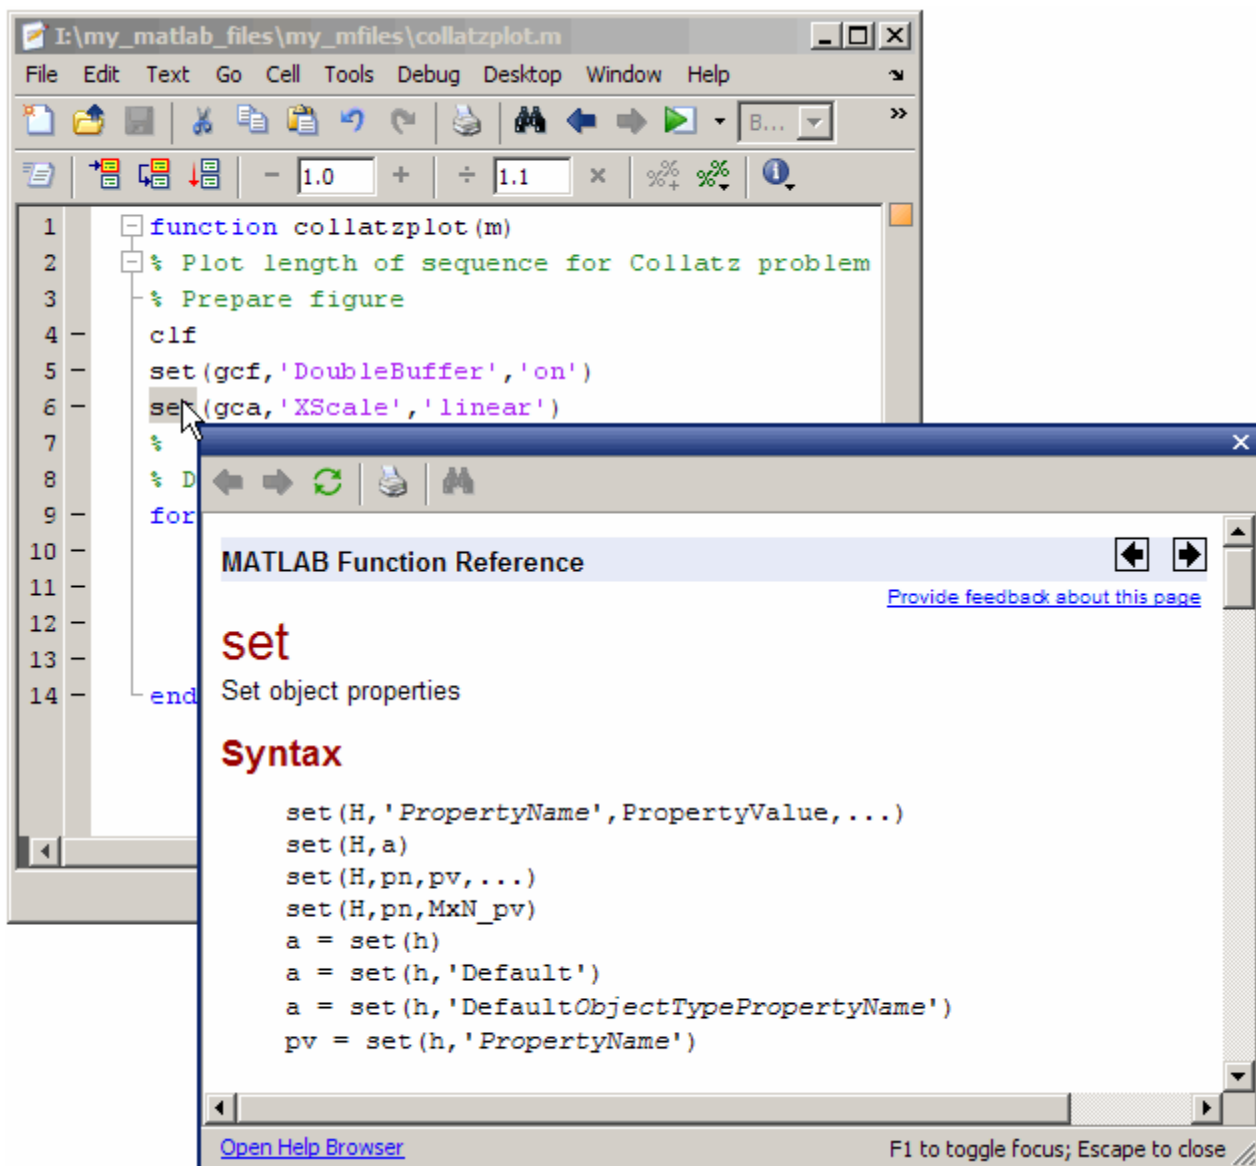 I:\my_matlab_files\my_mfiles\collatzplot.m
File Edit Text Go Cell Tools Debug Desktop Window Help
B...
1.0 1.1
1 function collatzplot(m)
2 % Plot length of sequence for Collatz problem
3 % Prepare figure
4 clf
5 set(gcf,'DoubleBuffer','on')
6 set(gca,'XScale','linear')
7 %
8 % D
9 for
10
11
12
13
14 end
MATLAB Function Reference
Provide feedback about this page
set
Set object properties
Syntax
set(H,'PropertyName',PropertyValue,...)
set(H,a)
set(H,pn,pv,...)
set(H,pn,MxN_pv)
a = set(h)
a = set(h,'Default')
a = set(h,'DefaultObjectTypePropertyName')
pv = set(h,'PropertyName')
Open Help Browser F1 to toggle focus; Escape to close